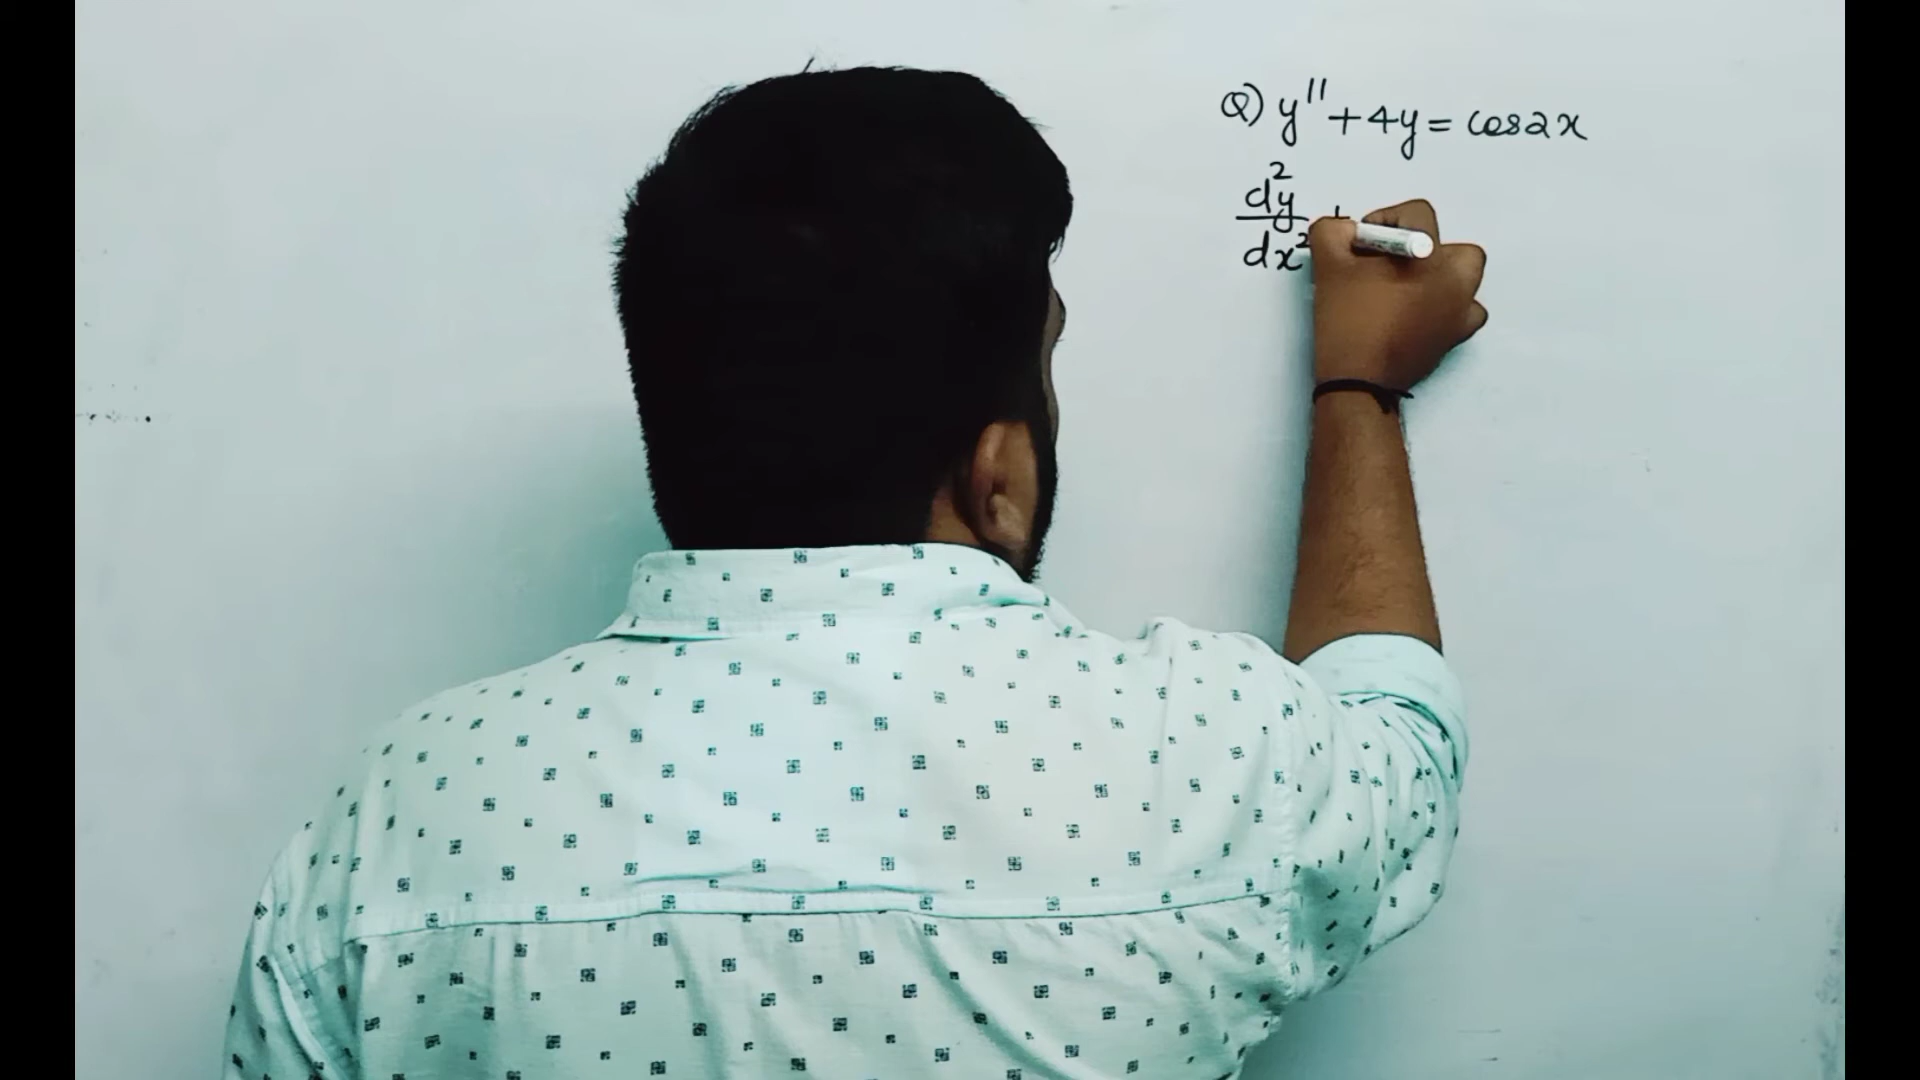 Q) y'' + 4y = cos2x
d²y/dx² +